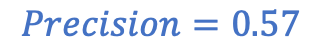 Precision = 0.57